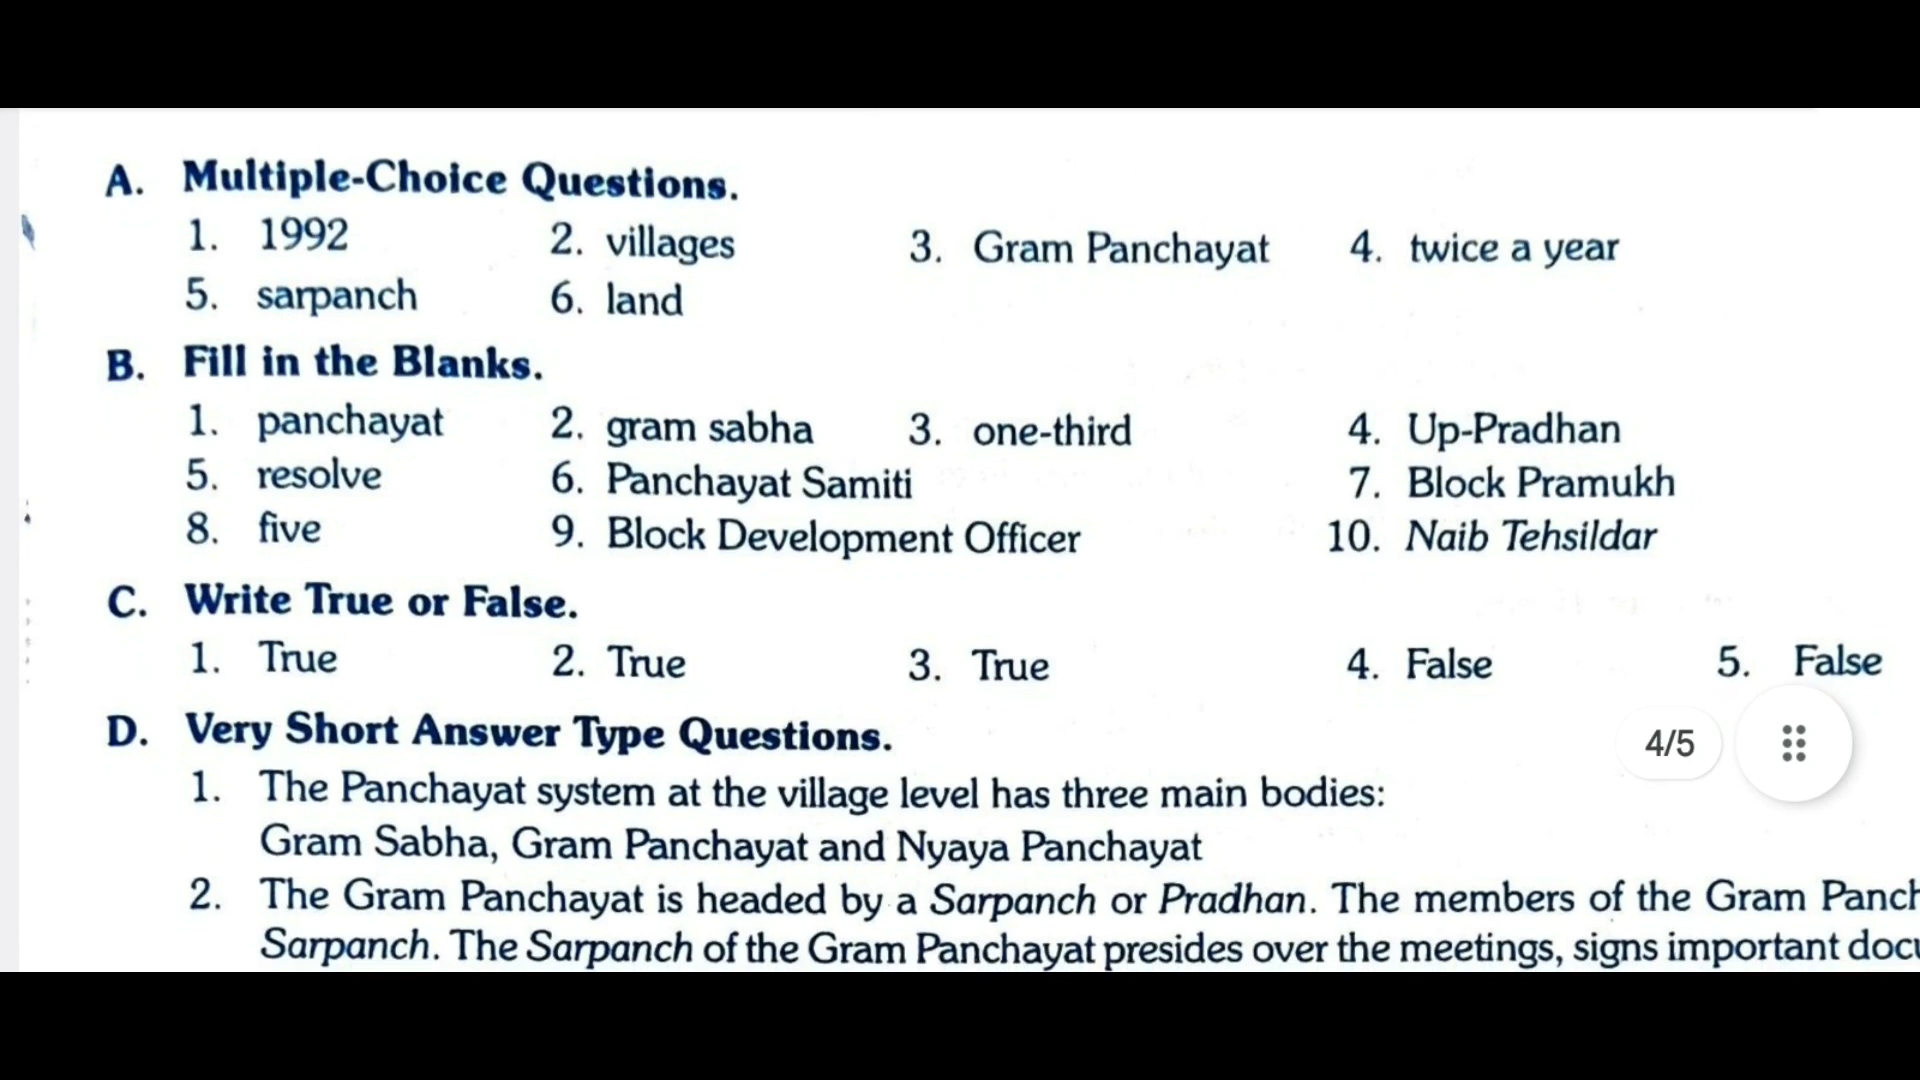 A. Multiple-Choice Questions.
1. 1992 2. villages 3. Gram Panchayat 4. twice a year
5. sarpanch 6. land
B. Fill in the Blanks.
1. panchayat 2. gram sabha 3. one-third 4. Up-Pradhan
5. resolve 6. Panchayat Samiti 7. Block Pramukh
8. five 9. Block Development Officer 10. Naib Tehsildar
C. Write True or False.
1. True 2. True 3. True 4. False 5. False
D. Very Short Answer Type Questions.
4/5
1. The Panchayat system at the village level has three main bodies:
Gram Sabha, Gram Panchayat and Nyaya Panchayat
2. The Gram Panchayat is headed by a Sarpanch or Pradhan. The members of the Gram
Sarpanch. The Sarpanch of the Gram Panchayat presides over the meetings, signs important